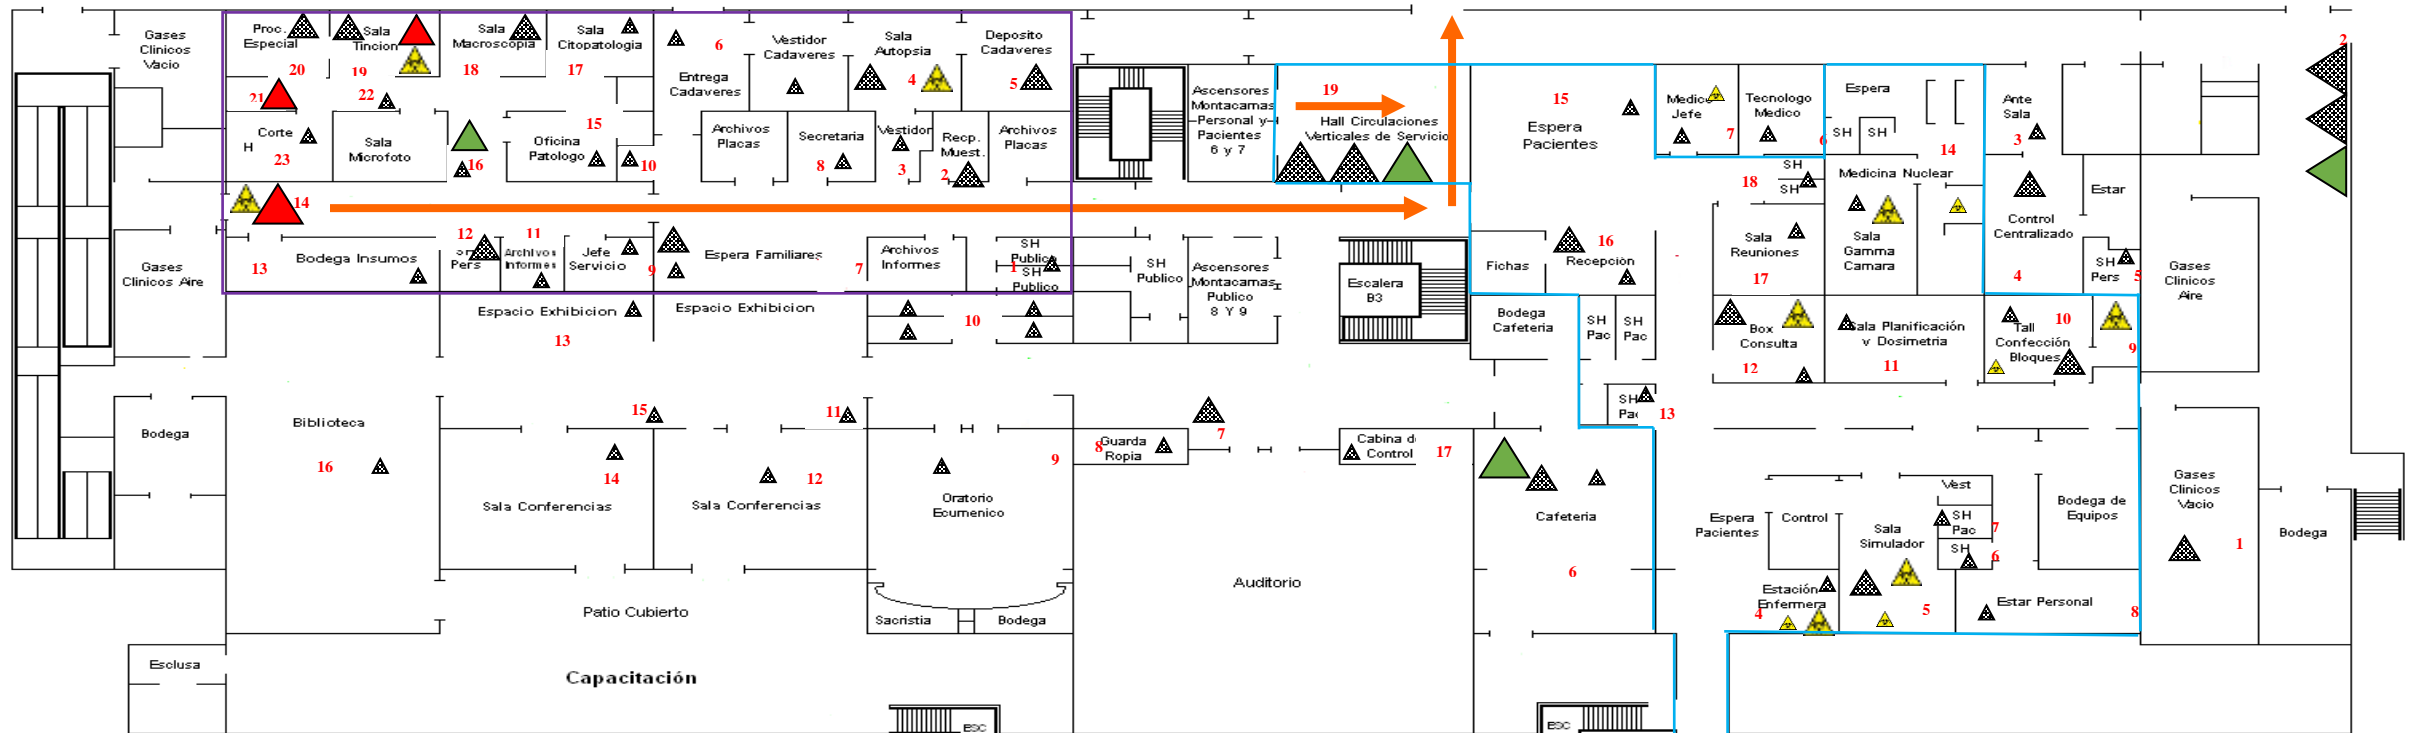 Gases
Clinicos
Vacio
Proc.
Especial
20
Sala
Tincion
19
22
Sala
Macroscopia
18
Sala
Citopatologia
17
6
Entrega
Cadaveres
Vestidor
Cadaveres
Sala
Autopsia
4
Deposito
Cadaveres
5
21
Corte
H
23
Sala
Microfoto
16
15
Oficina
Patologo
10
Archivos
Placas
Secretaria
8
Vestidor
3
Recp.
Muest.
2
Archivos
Placas
14
13
Bodega Insumos
12
Pers
11
Archivos
Informes
Jefe
Servicio
9
Espera Familiares
7
Archivos
Informes
SH
Publico
1
SH
Publico
SH
Publico
Ascensores
Montacamas
Personal y
Pacientes
6 y 7
Ascensores
Montacamas
Publico
8 Y 9
19
Hall Circulaciones
Verticales de Servicio
Escalera
B3
15
Espera
Pacientes
16
Recepción
Fichas
Medico
Jefe
7
Tecnologo
Medico
6
Espera
SH
SH
14
Medicina Nuclear
SH
SH
18
Sala
Reuniones
17
Sala
Gamma
Camara
Ante
Sala
3
Control
Centralizado
4
Estar
SH
Pers
5
2
Gases
Clinicos
Aire
Gases
Clinicos Aire
Espacio Exhibicion
13
Espacio Exhibicion
10
Bodega
Cafeteria
SH
Pac
SH
Pac
Box
Consulta
12
Sala Planificación
y Dosimetria
11
Tall
Confección
Bloques
10
9
SH
Pac
13
Bodega
Biblioteca
16
15
14
Sala Conferencias
11
12
Sala Conferencias
9
Oratorio
Ecumenico
8
Guarda
Ropia
7
Cabina d
Control
17
Cafeteria
6
Espera
Pacientes
Control
Sala
Simulador
Vest
SH
Pac
7
SH
6
Bodega de
Equipos
Gases
Clinicos
Vacio
1
Bodega
Estación
Enfermera
4
5
Estar Personal
8
Patio Cubierto
Sacristia
Bodega
Auditorio
Esclusa
Capacitación
ESC
ESC